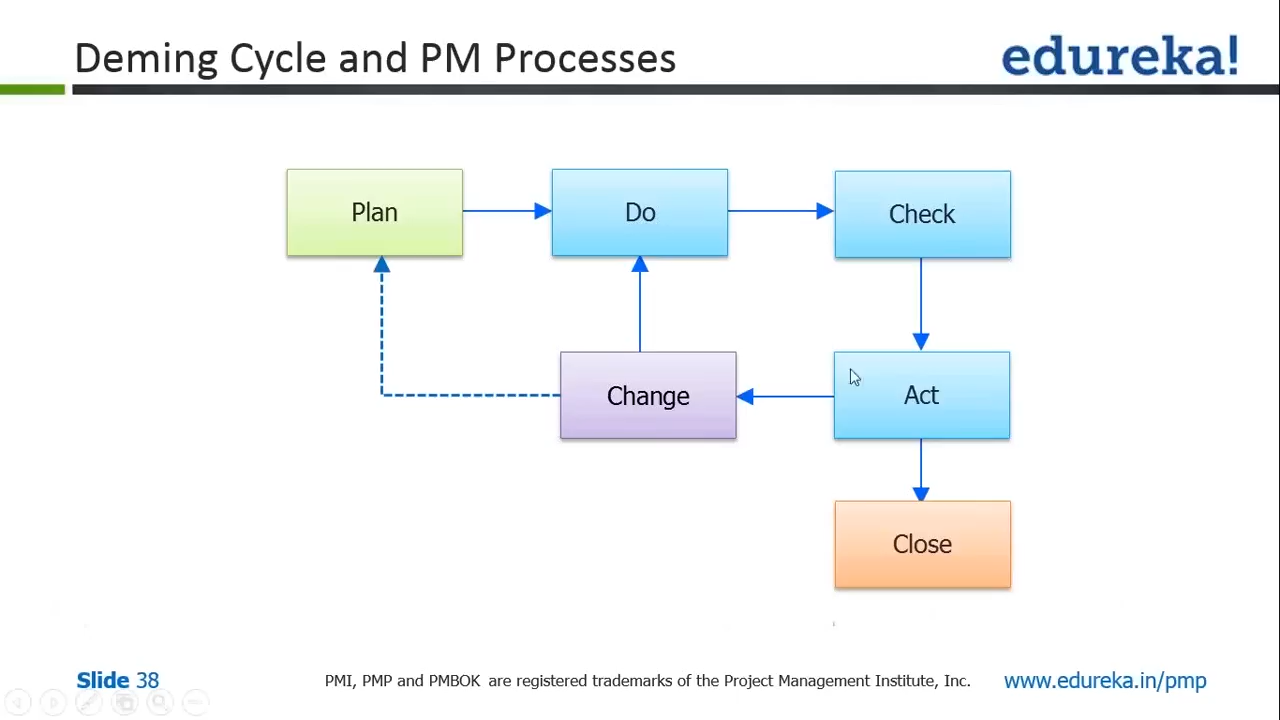 Deming Cycle and PM Processes
edureka!
Plan
Do
Check
Change
Act
Close
Slide 38
PMI, PMP and PMBOK are registered trademarks of the Project Management Institute, Inc.
www.edureka.in/pmp